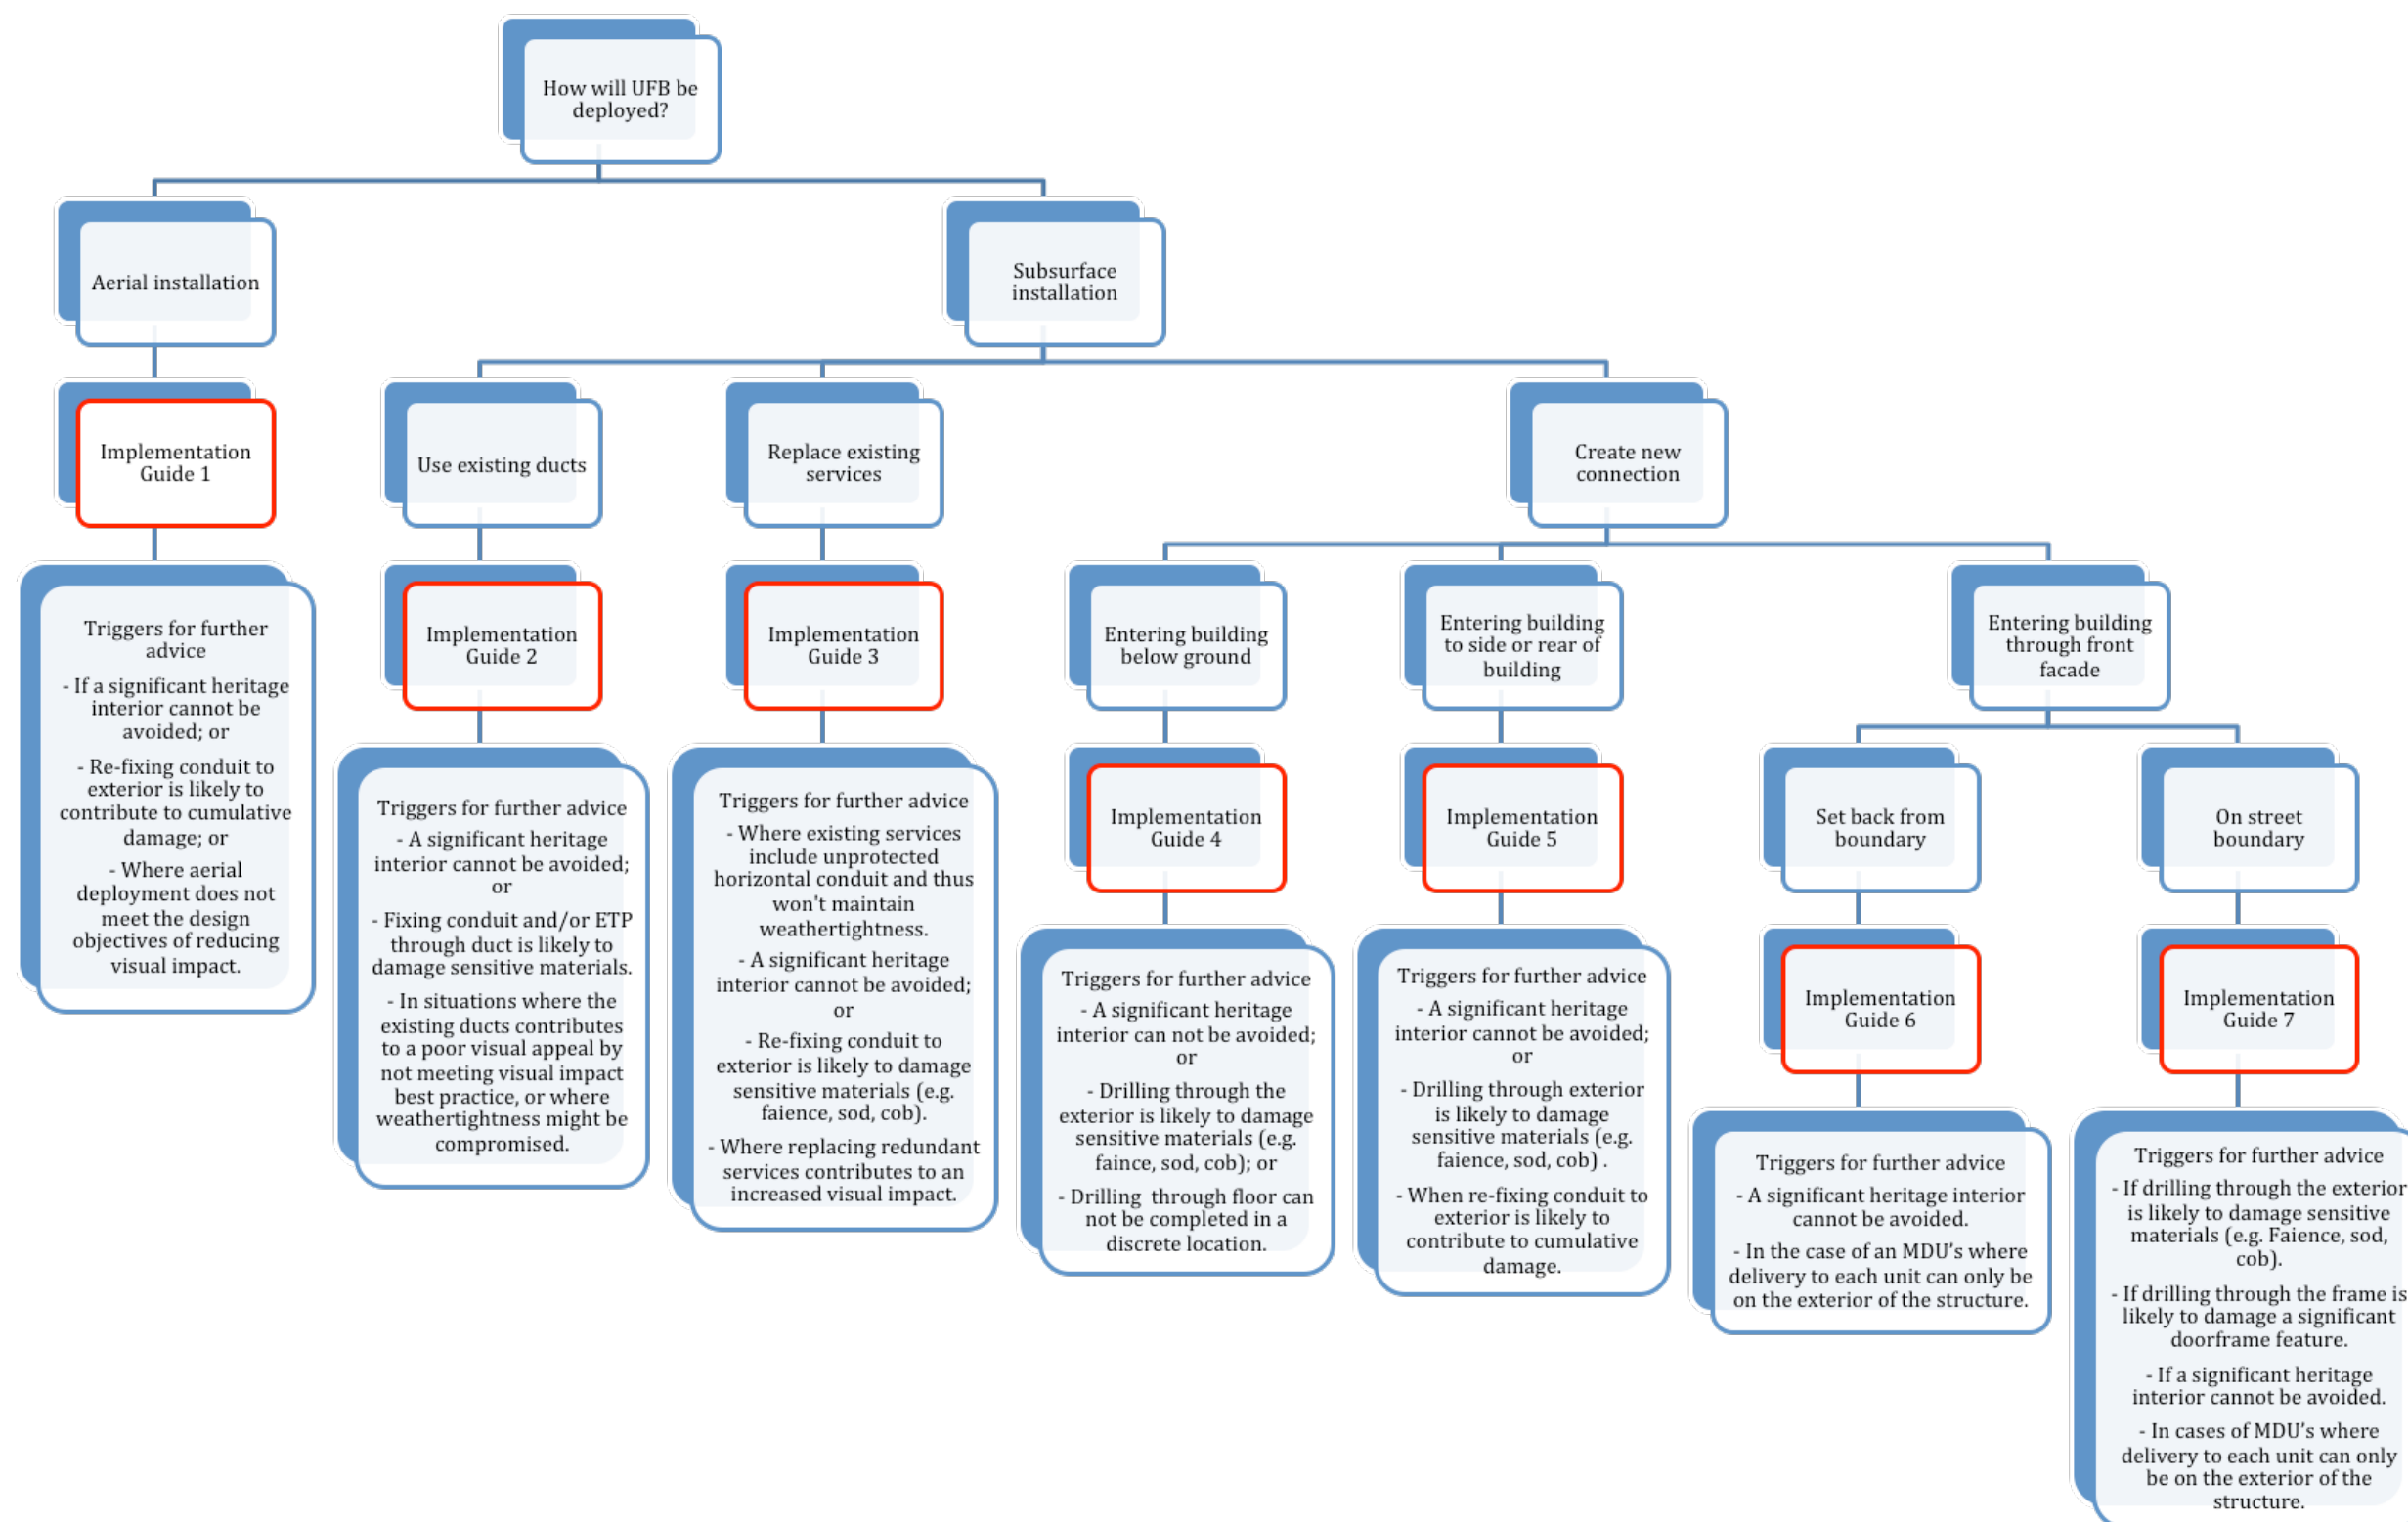 How will UFB be
deployed?
Aerial installation
Subsurface
installation
Implementation
Guide 1
Use existing ducts
Replace existing
services
Create new
connection
Triggers for further
advice
- If a significant heritage
interior cannot be
avoided; or
- Re-fixing conduit to
exterior is likely to
contribute to cumulative
damage; or
- Where aerial
deployment does not
meet the design
objectives of reducing
visual impact.
Implementation
Guide 2
Implementation
Guide 3
Entering building
below ground
Entering building
to side or rear of
building
Entering building
through front
facade
Triggers for further advice
- A significant heritage
interior cannot be avoided;
or
- Fixing conduit and/or ETP
through duct is likely to
damage sensitive materials.
- In situations where the
existing ducts contributes
to a poor visual appeal by
not meeting visual impact
best practice, or where
weathertightness might be
compromised.
Triggers for further advice
- Where existing services
include unprotected
horizontal conduit and thus
won't maintain
weathertightness.
- A significant heritage
interior cannot be avoided;
or
- Re-fixing conduit to
exterior is likely to damage
sensitive materials (e.g.
faience, sod, cob).
- Where replacing redundant
services contributes to an
increased visual impact.
Implementation
Guide 4
Implementation
Guide 5
Set back from
boundary
On street
boundary
Triggers for further advice
- A significant heritage
interior can not be avoided;
or
- Drilling through the
exterior is likely to damage
sensitive materials (e.g.
faince, sod, cob); or
- Drilling  through floor can
not be completed in a
discrete location.
Triggers for further advice
- A significant heritage
interior cannot be avoided;
or
- Drilling through exterior
is likely to damage
sensitive materials (e.g.
faience, sod, cob) .
- When re-fixing conduit to
exterior is likely to
contribute to cumulative
damage.
Implementation
Guide 6
Implementation
Guide 7
Triggers for further advice
- A significant heritage interior
cannot be avoided.
- In the case of an MDU’s where
delivery to each unit can only be
on the exterior of the structure.
Triggers for further advice
- If drilling through the exterior
is likely to damage sensitive
materials (e.g. Faience, sod,
cob).
- If drilling through the frame is
likely to damage a significant
doorframe feature.
- If a significant heritage
interior cannot be avoided.
- In cases of MDU’s where
delivery to each unit can only
be on the exterior of the
structure.